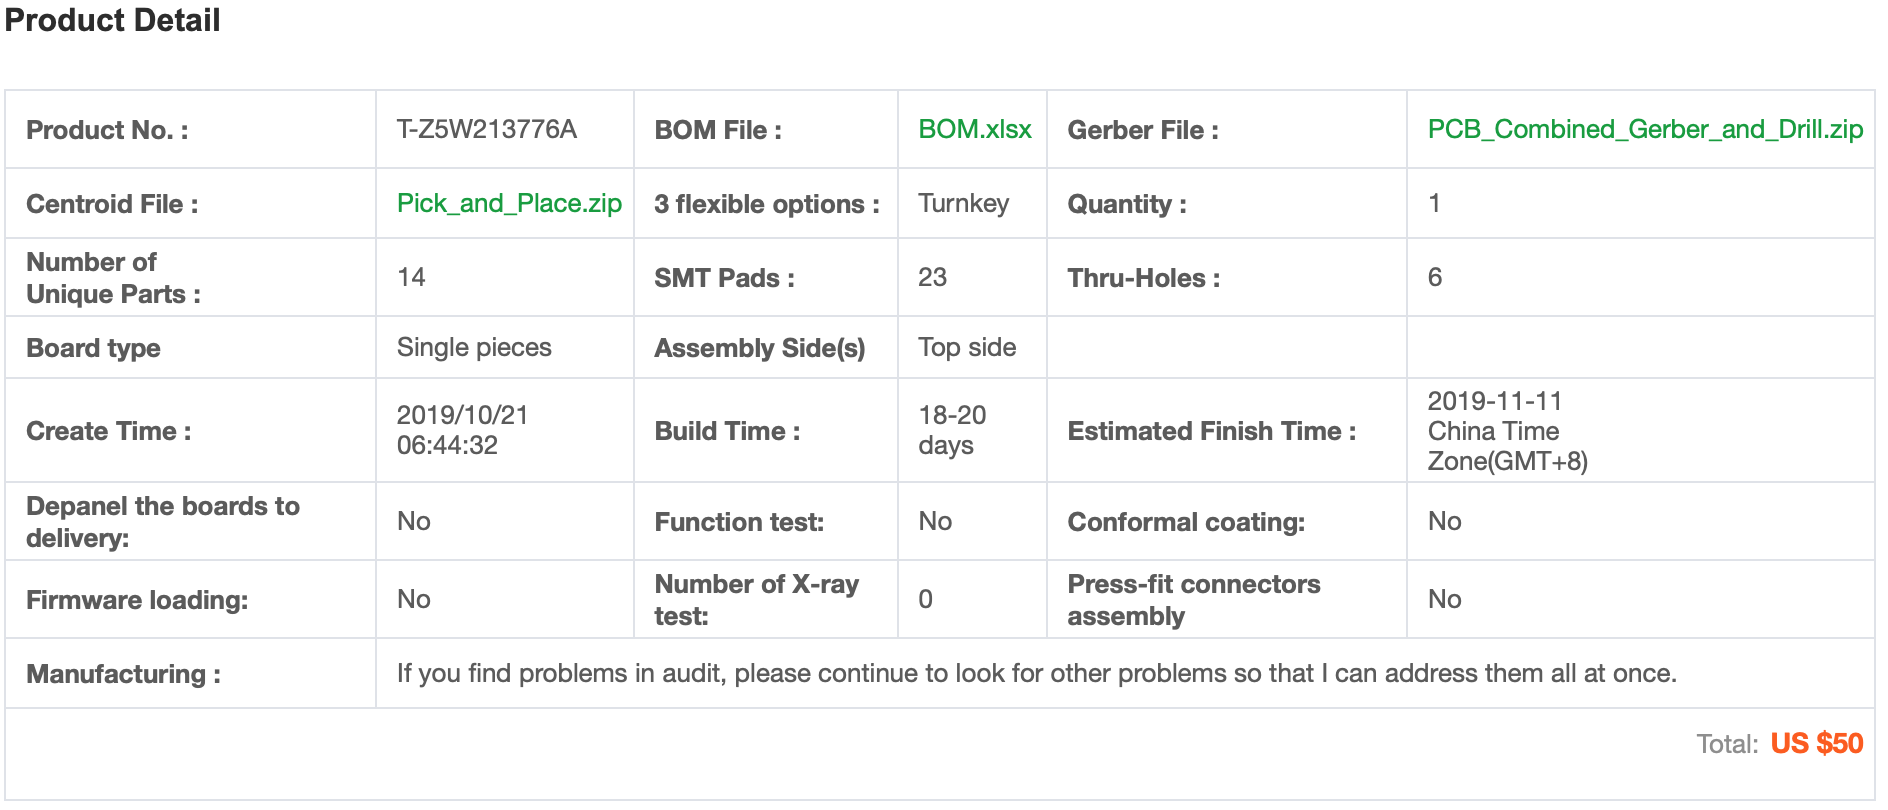 Product Detail
Product No. : T-Z5W213776A BOM File : BOM.xlsx Gerber File : PCB_Combined_Gerber_and_Drill.zip
Centroid File : Pick_and_Place.zip 3 flexible options : Turnkey Quantity : 1
Number of
Unique Parts :
14 SMT Pads : 23 Thru-Holes : 6
Board type Single pieces Assembly Side(s) Top side
Create Time :
2019/10/21
06:44:32
Build Time :
18-20
days
Estimated Finish Time :
2019-11-11
China Time
Zone(GMT+8)
Depanel the boards to
delivery:
No Function test: No Conformal coating: No
Firmware loading: No
Number of X-ray
test:
0
Press-fit connectors
assembly
No
Manufacturing : If you find problems in audit, please continue to look for other problems so that I can address them all at once.
Total: US $50